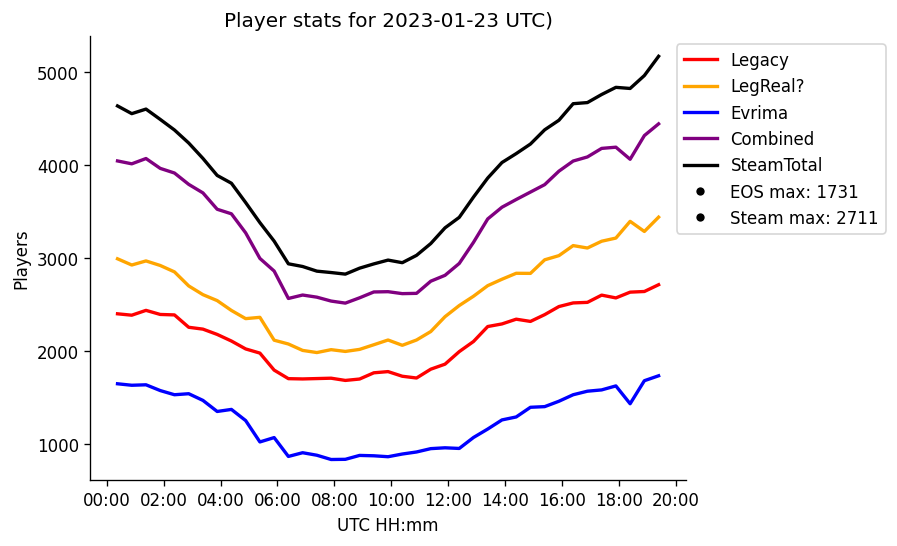 Player stats for 2023-01-23 UTC)
Players
5000
4000
3000
2000
1000
00:00 02:00 04:00 06:00 08:00 10:00 12:00 14:00 16:00 18:00 20:00
UTC HH:mm
Legacy
LegReal?
Evrima
Combined
SteamTotal
EOS max: 1731
Steam max: 2711